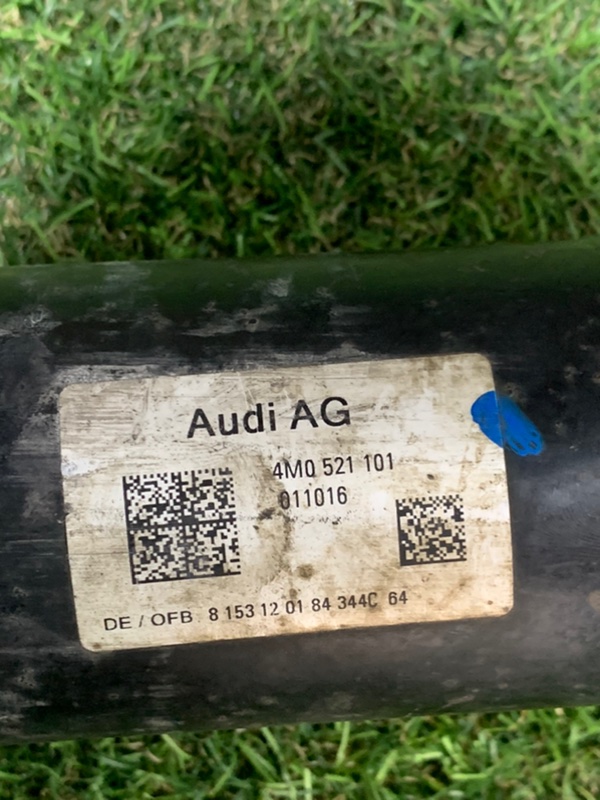 Audi AG
4M0 521 101
011016
DE / OFB 8 153 12 01 84 344C 64